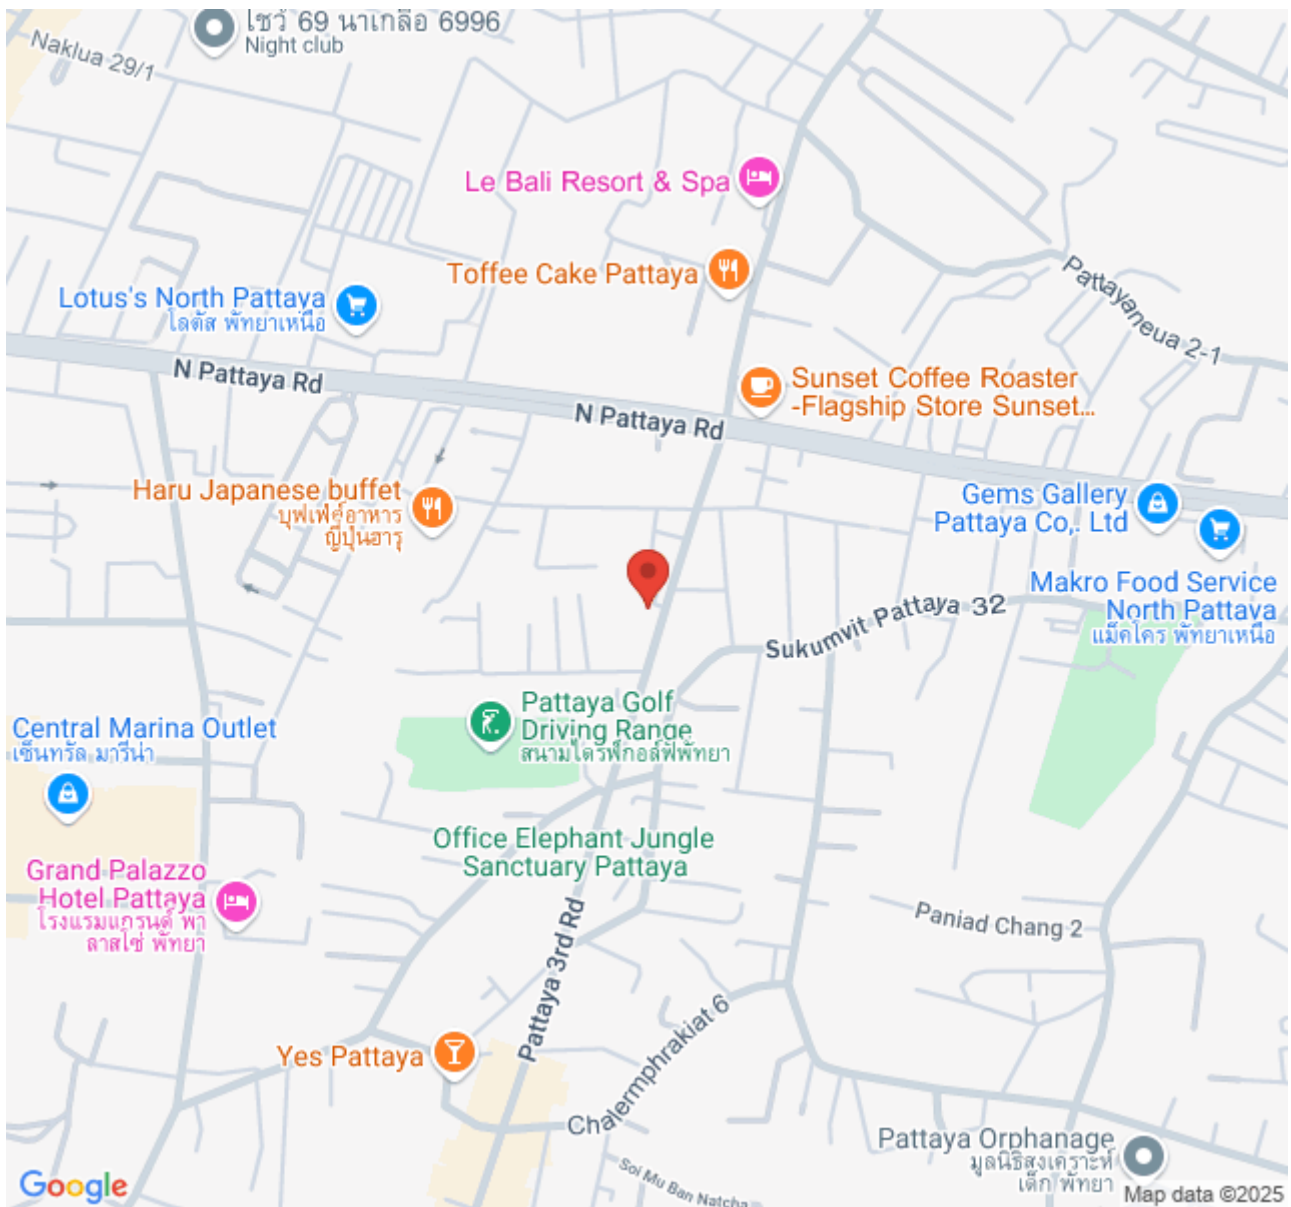 โชว์ 69 นาเกลือ 6996
Night club
Naklua 29/1
Le Bali Resort & Spa
Toffee Cake Pattaya
Pattayaneua 2-1
Lotus's North Pattaya
โลตัส พัทยาเหนือ
N Pattaya Rd
Sunset Coffee Roaster
-Flagship Store Sunset...
N Pattaya Rd
Haru Japanese buffet
บุฟเฟ่ต์อาหาร
ญี่ปุ่นฮารุ
Gems Gallery
Pattaya Co,. Ltd
Makro Food Service
North Pattaya
แม็คโคร พัทยาเหนือ
Sukumvit Pattaya 32
Pattaya Golf
Driving Range
สนามไดรฟ์กอล์ฟพัทยา
Central Marina Outlet
เซ็นทรัล มารีน่า
Office Elephant Jungle
Sanctuary Pattaya
Grand Palazzo
Hotel Pattaya
โรงแรมแกรนด์ พา
ลาสโซ่ พัทยา
Paniad Chang 2
Pattaya 3rd Rd
Chalermphrakiat 6
Yes Pattaya
Pattaya Orphanage
มูลนิธิสงเคราะห์
เด็ก พัทยา
Soi Mu Ban Natcha
Google
Map data ©2025